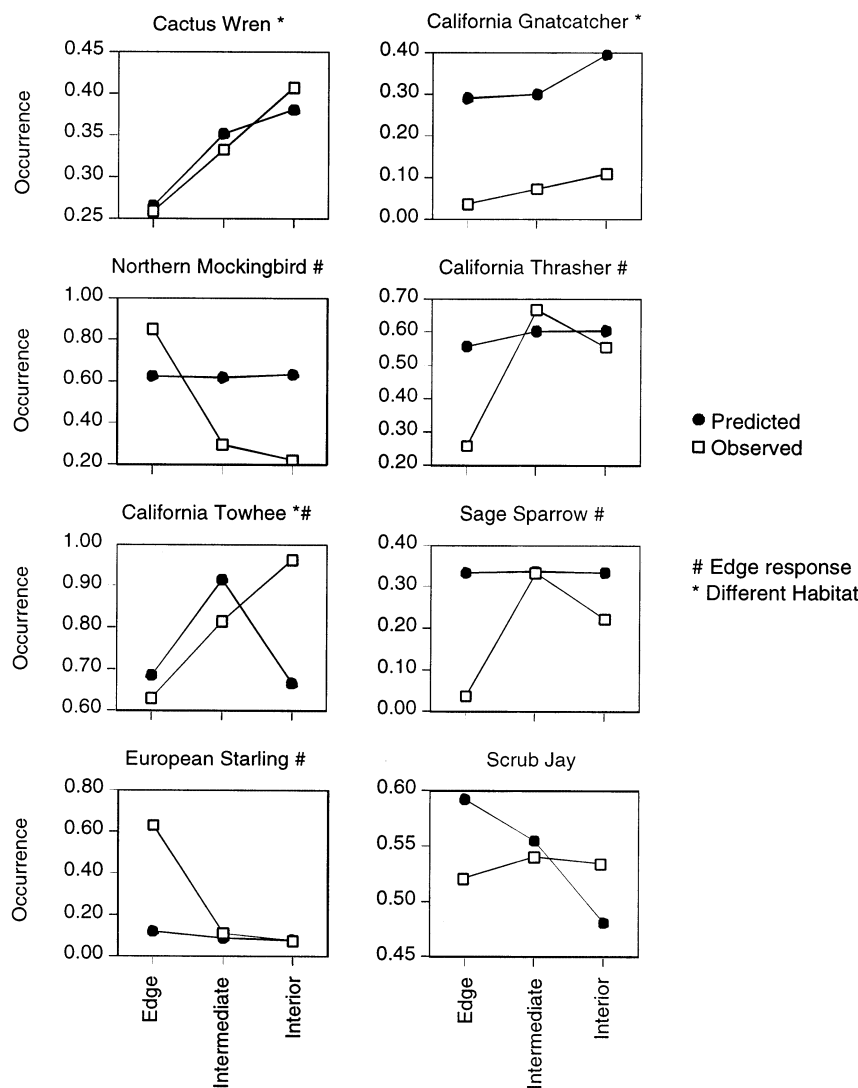 Cactus Wren *
California Gnatcatcher *
Occurrence
0.45
0.40
0.35
0.30
0.25
0.40
0.30
0.20
0.10
0.00
Northern Mockingbird #
California Thrasher #
Occurrence
1.00
0.80
0.60
0.40
0.20
0.70
0.60
0.50
0.40
0.30
0.20
Predicted
Observed
California Towhee *#
Sage Sparrow #
Occurrence
1.00
0.90
0.80
0.70
0.60
0.40
0.30
0.20
0.10
0.00
# Edge response
* Different Habitat
European Starling #
Scrub Jay
Occurrence
0.80
0.60
0.40
0.20
0.00
0.60
0.55
0.50
0.45
Edge
Intermediate
Interior
Edge
Intermediate
Interior